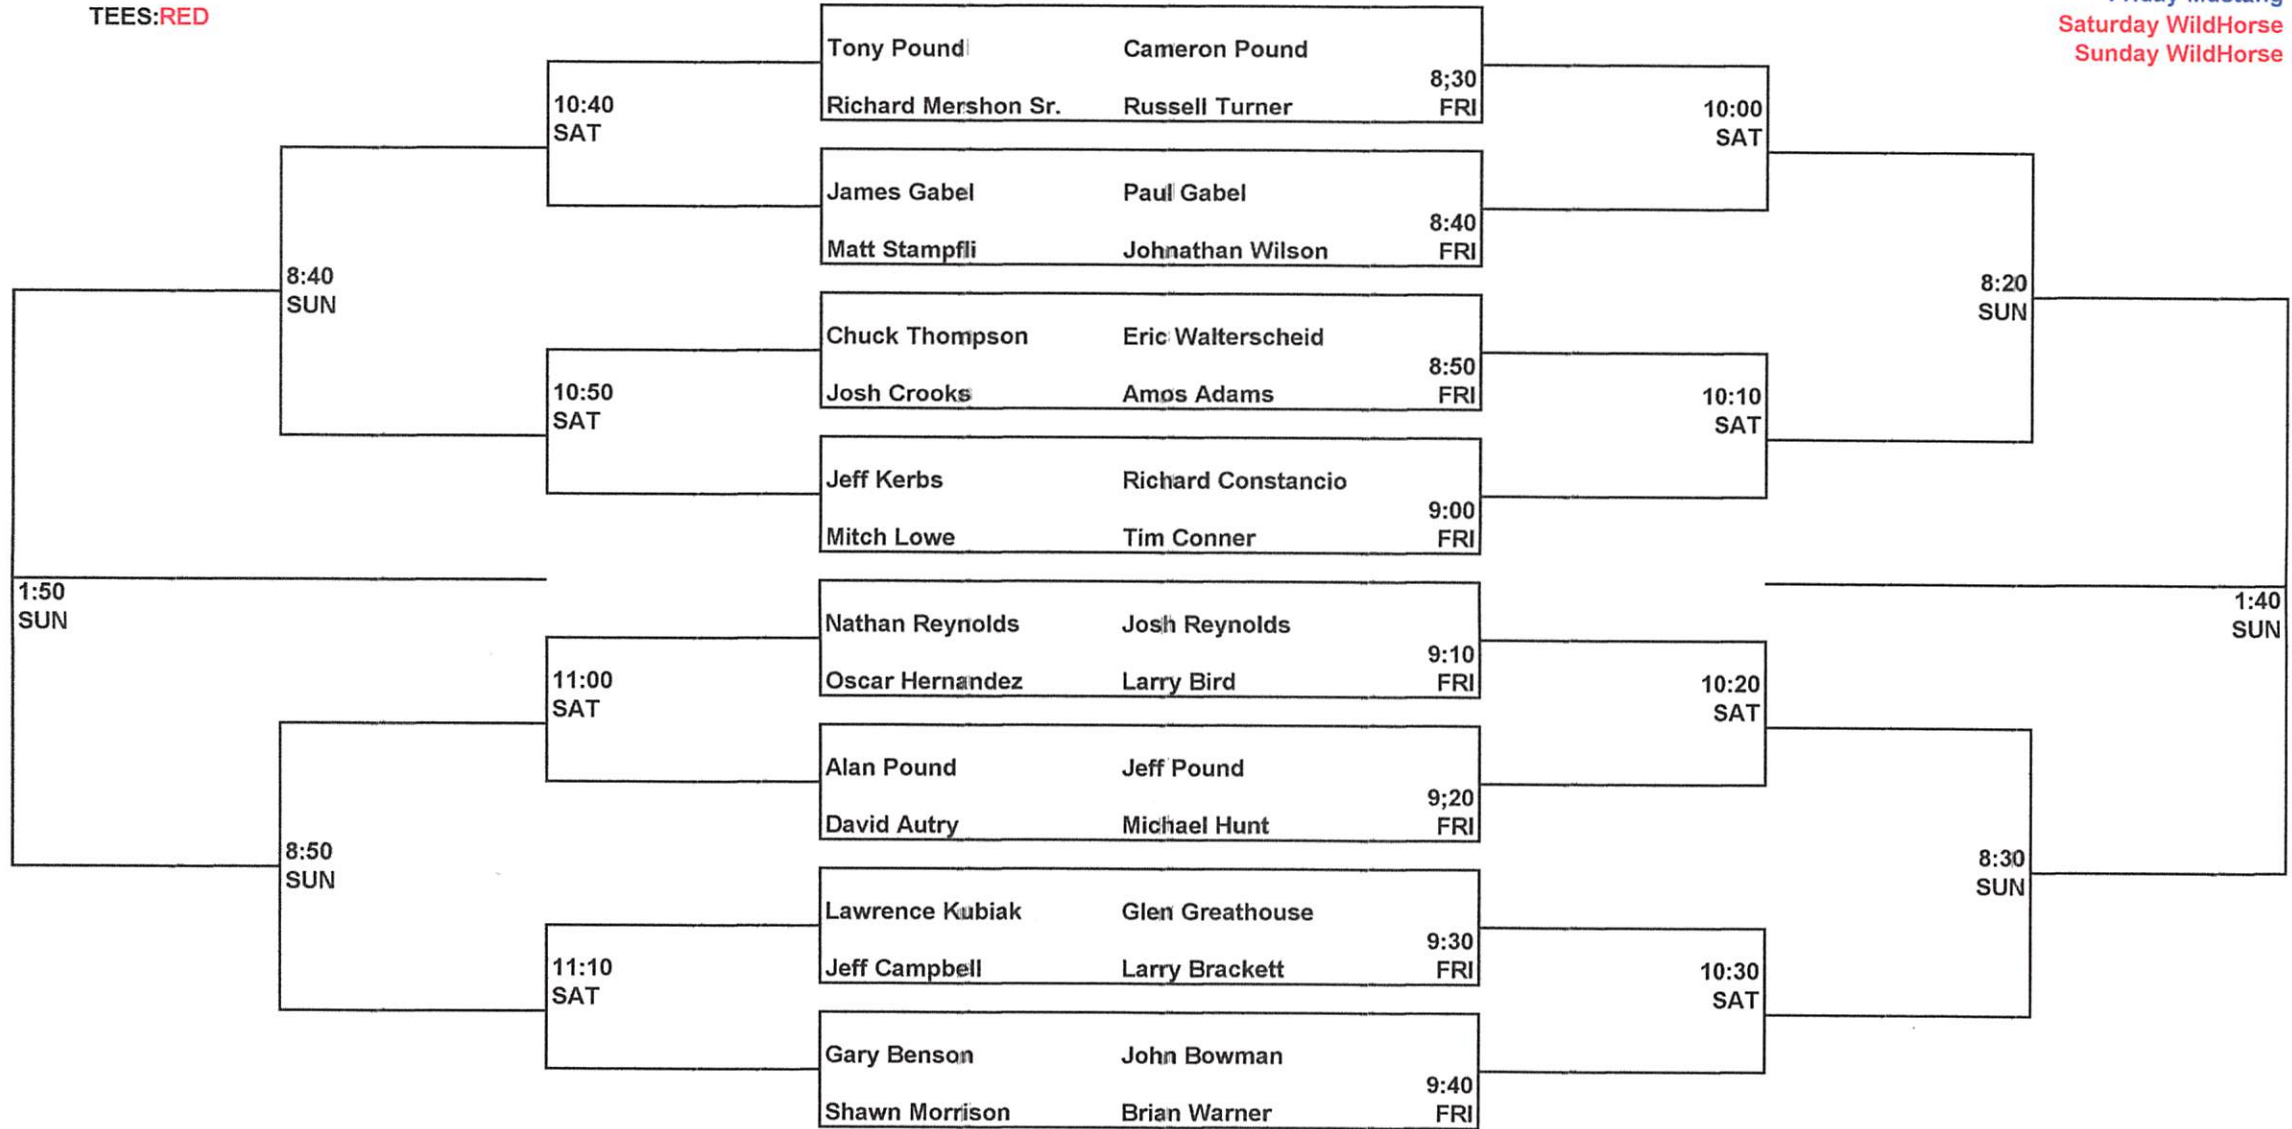 TEES:RED
Friday Mustang
Saturday WildHorse
Sunday WildHorse
Tony Pound Cameron Pound
8;30
Richard Mershon Sr. Russell Turner FRI
10:40
SAT
10:00
SAT
James Gabel Paul Gabel
8:40
Matt Stampfli Johnathan Wilson FRI
8:40
SUN
8:20
SUN
Chuck Thompson Eric Walterscheid
8:50
Josh Crooks Amos Adams FRI
10:50
SAT
10:10
SAT
Jeff Kerbs Richard Constancio
9:00
Mitch Lowe Tim Conner FRI
1:50
SUN
1:40
SUN
Nathan Reynolds Josh Reynolds
9:10
Oscar Hernandez Larry Bird FRI
11:00
SAT
10:20
SAT
Alan Pound Jeff Pound
9;20
David Autry Michael Hunt FRI
8:50
SUN
8:30
SUN
Lawrence Kubiak Glen Greathouse
9:30
Jeff Campbell Larry Brackett FRI
11:10
SAT
10:30
SAT
Gary Benson John Bowman
9:40
Shawn Morrison Brian Warner FRI